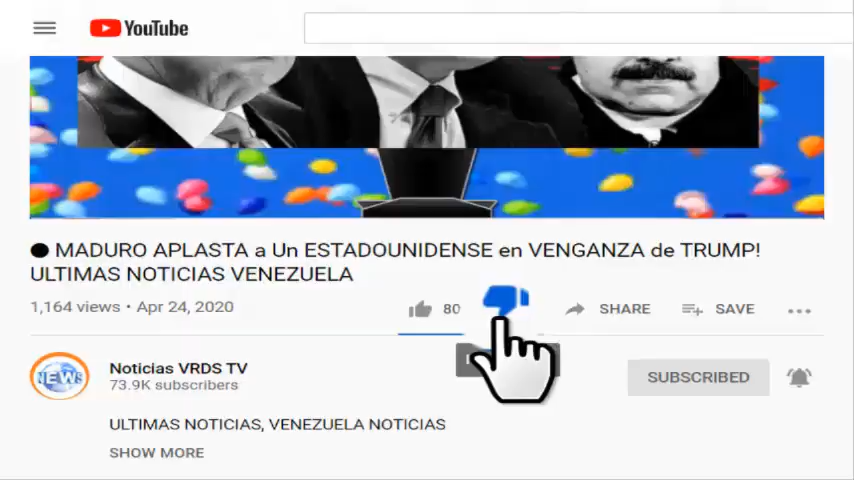 YouTube
● MADURO APLASTA a Un ESTADOUNIDENSE en VENGANZA de TRUMP!
ULTIMAS NOTICIAS VENEZUELA
1,164 views • Apr 24, 2020
80
SHARE
SAVE
NEWS
Noticias VRDS TV
73.9K subscribers
SUBSCRIBED
ULTIMAS NOTICIAS, VENEZUELA NOTICIAS
SHOW MORE